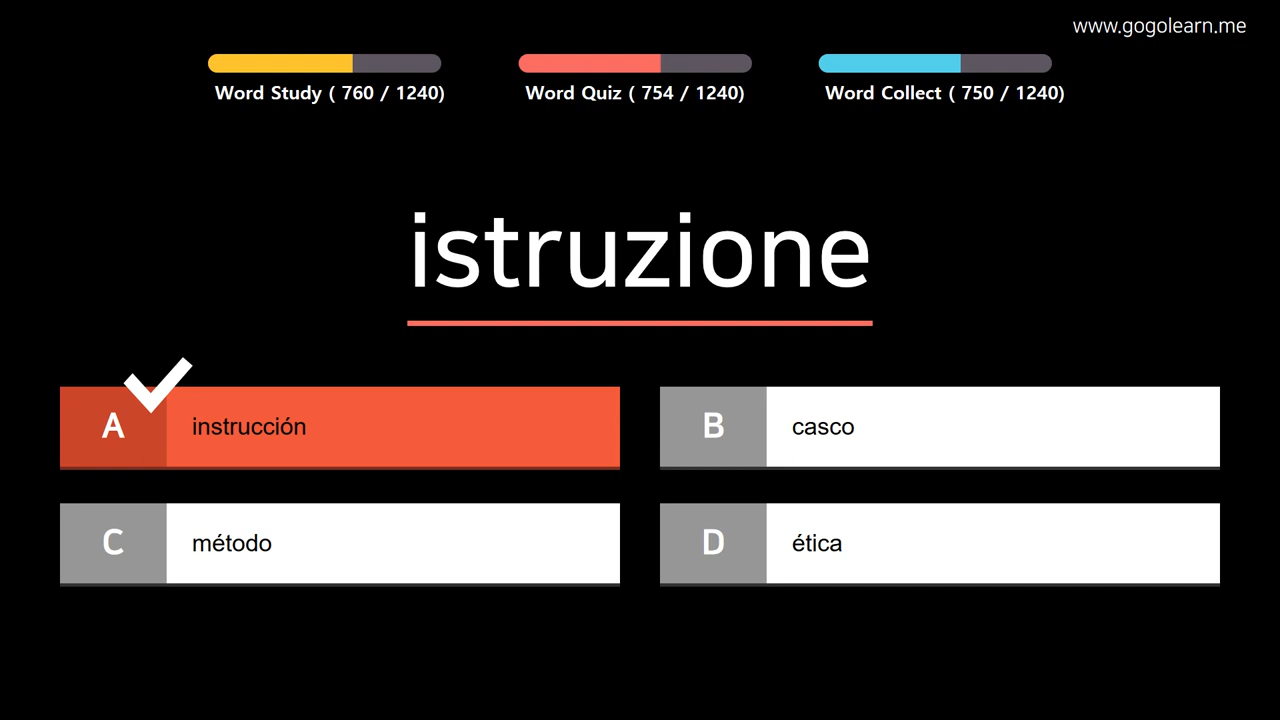 www.gogolearn.me
Word Study ( 760 / 1240)
Word Quiz ( 754 / 1240)
Word Collect ( 750 / 1240)
istruzione
A instrucción
B casco
C método
D ética